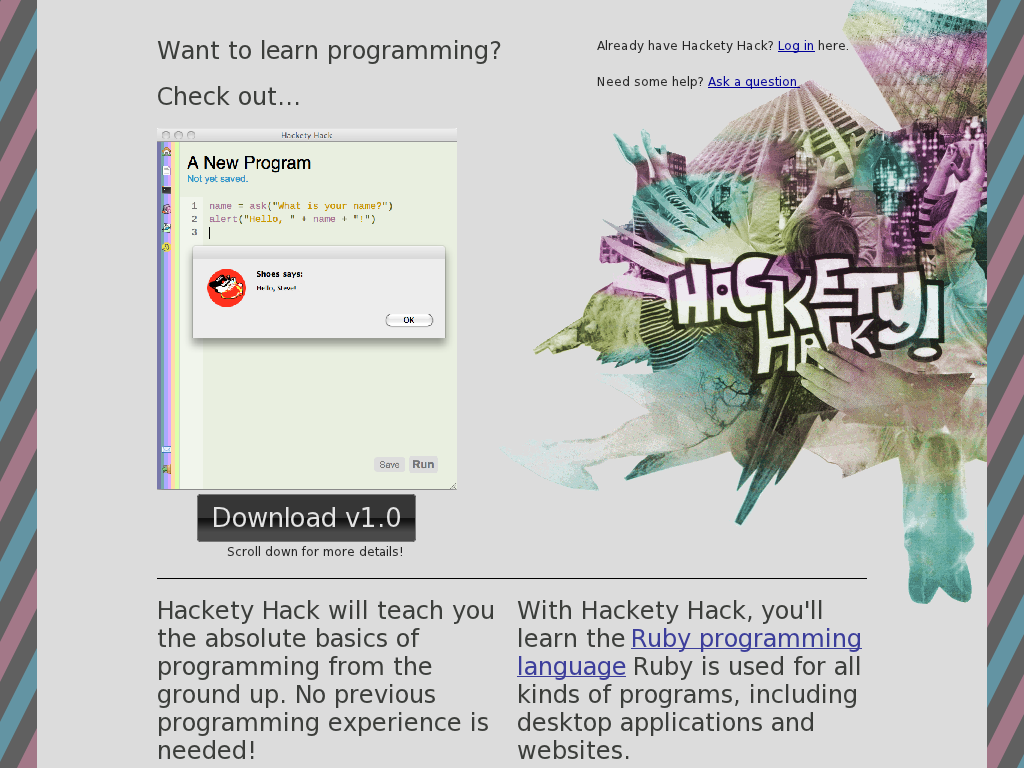 Want to learn programming?
Check out...
Already have Hackety Hack? Log in here.
Need some help? Ask a question.
Hackety Hack
A New Program
Not yet saved.
1 name = ask("What is your name?")
2 alert("Hello, " + name + "!")
3
Shoes says:
Hello, Steve!
OK
Save Run
HACKETY
HACK!
Download v1.0
Scroll down for more details!
Hackety Hack will teach you
the absolute basics of
programming from the
ground up. No previous
programming experience is
needed!
With Hackety Hack, you'll
learn the Ruby programming
language Ruby is used for all
kinds of programs, including
desktop applications and
websites.